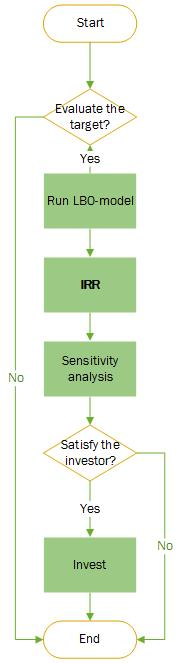 Start
Evaluate the
target?
Yes
Run LBO-model
IRR
Sensitivity
analysis
No
Satisfy the
investor?
Yes
No
Invest
End